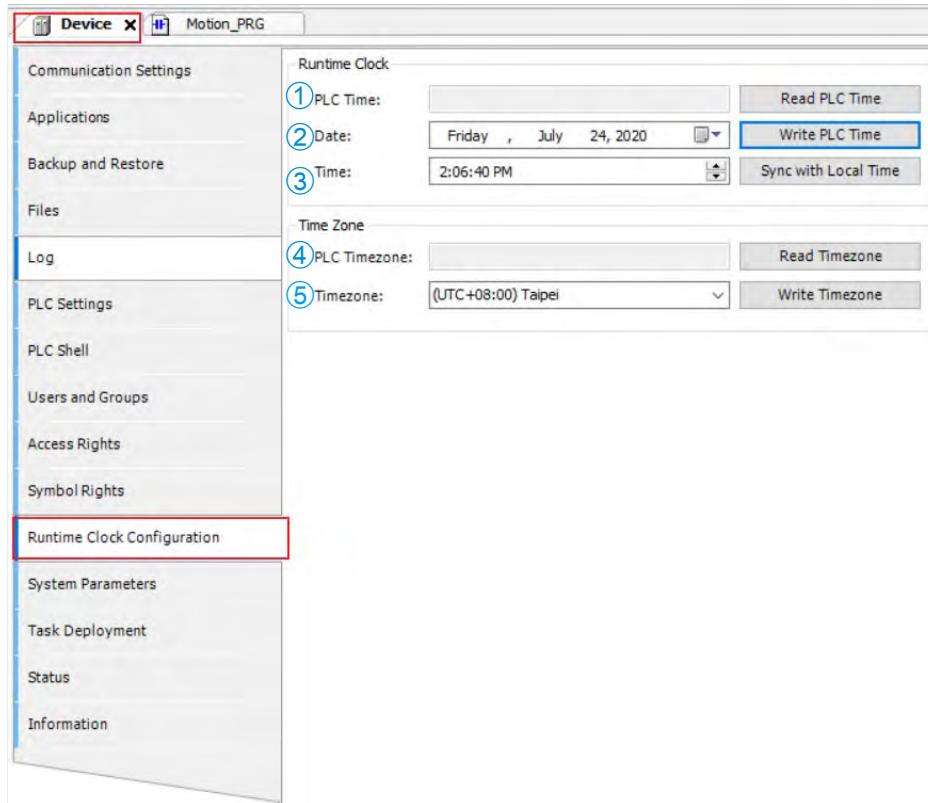 Device Motion_PRG
Communication Settings
Applications
Backup and Restore
Files
Log
PLC Settings
PLC Shell
Users and Groups
Access Rights
Symbol Rights
Runtime Clock Configuration
System Parameters
Task Deployment
Status
Information
Runtime Clock
① PLC Time: Read PLC Time
② Date: Friday , July 24, 2020 Write PLC Time
③ Time: 2:06:40 PM Sync with Local Time
Time Zone
④ PLC Timezone: Read Timezone
⑤ Timezone: (UTC+08:00) Taipei Write Timezone